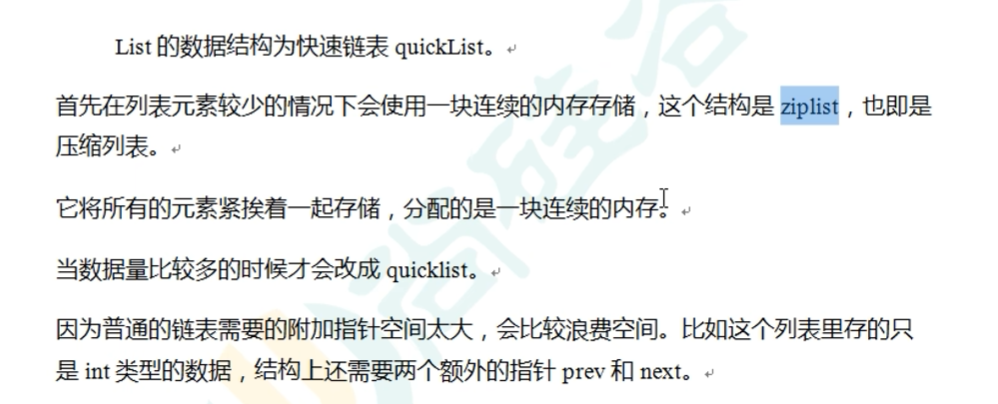 List 的数据结构为快速链表 quickList。
首先在列表元素较少的情况下会使用一块连续的内存存储，这个结构是 ziplist，也即是
压缩列表。
它将所有的元素紧挨着一起存储，分配的是一块连续的内存。
当数据量比较多的时候才会改成 quicklist。
因为普通的链表需要的附加指针空间太大，会比较浪费空间。比如这个列表里存的只
是 int 类型的数据，结构上还需要两个额外的指针 prev 和 next。
尚硅谷